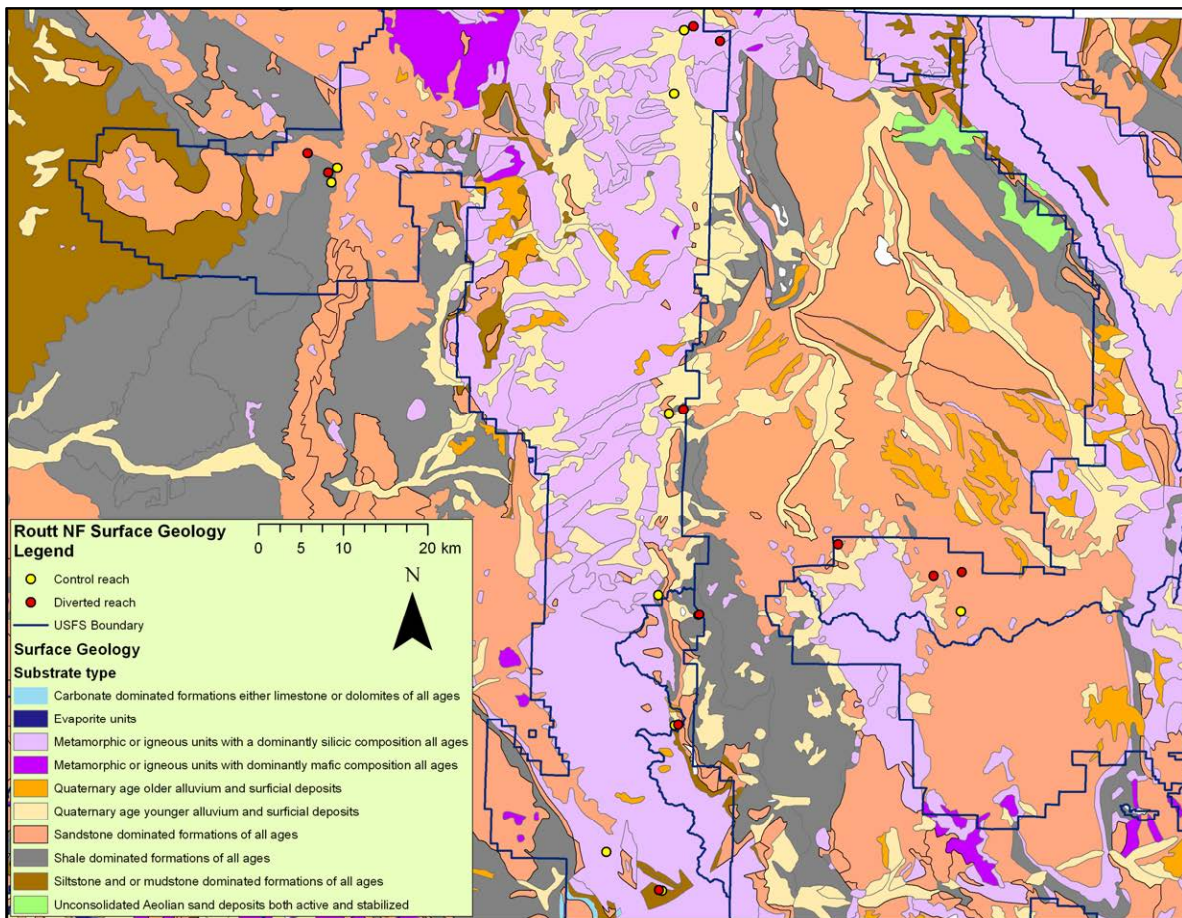 Routt NF Surface Geology
Legend
0 5 10 20 km
N
Control reach
Diverted reach
USFS Boundary
Surface Geology
Substrate type
Carbonate dominated formations either limestone or dolomites of all ages
Evaporite units
Metamorphic or igneous units with a dominantly silicic composition all ages
Metamorphic or igneous units with dominantly mafic composition all ages
Quaternary age older alluvium and surficial deposits
Quaternary age younger alluvium and surficial deposits
Sandstone dominated formations of all ages
Shale dominated formations of all ages
Siltstone and or mudstone dominated formations of all ages
Unconsolidated Aeolian sand deposits both active and stabilized